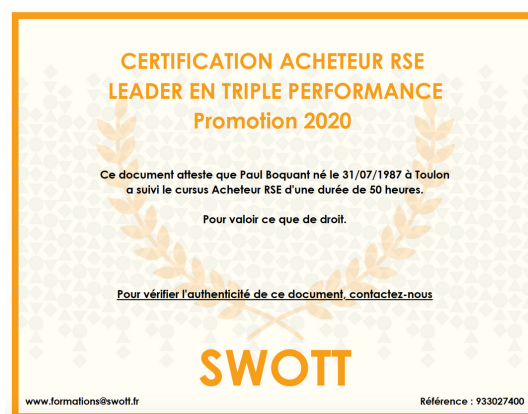 CERTIFICATION ACHETEUR RSE
LEADER EN TRIPLE PERFORMANCE
Promotion 2020
Ce document atteste que Paul Boquant né le 31/07/1987 à Toulon
a suivi le cursus Acheteur RSE d'une durée de 50 heures.
Pour valoir ce que de droit.
Pour vérifier l'authenticité de ce document, contactez-nous
SWOTT
www.formations@swott.fr
Référence : 933027400